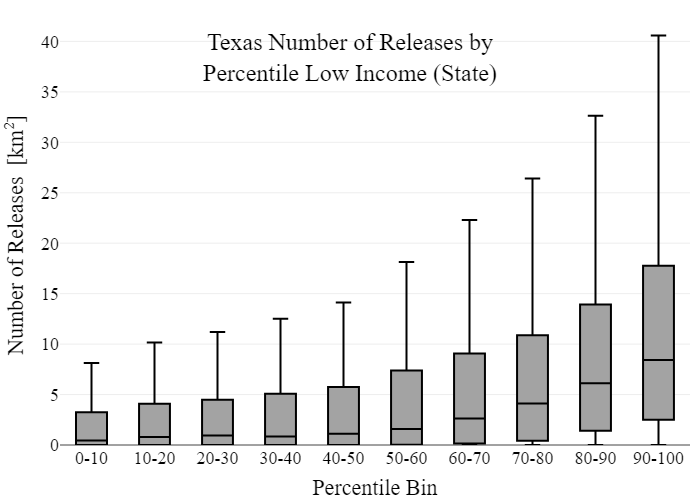 Texas Number of Releases by
Percentile Low Income (State)
Number of Releases [km²]
40
35
30
25
20
15
10
5
0
0-10 10-20 20-30 30-40 40-50 50-60 60-70 70-80 80-90 90-100
Percentile Bin